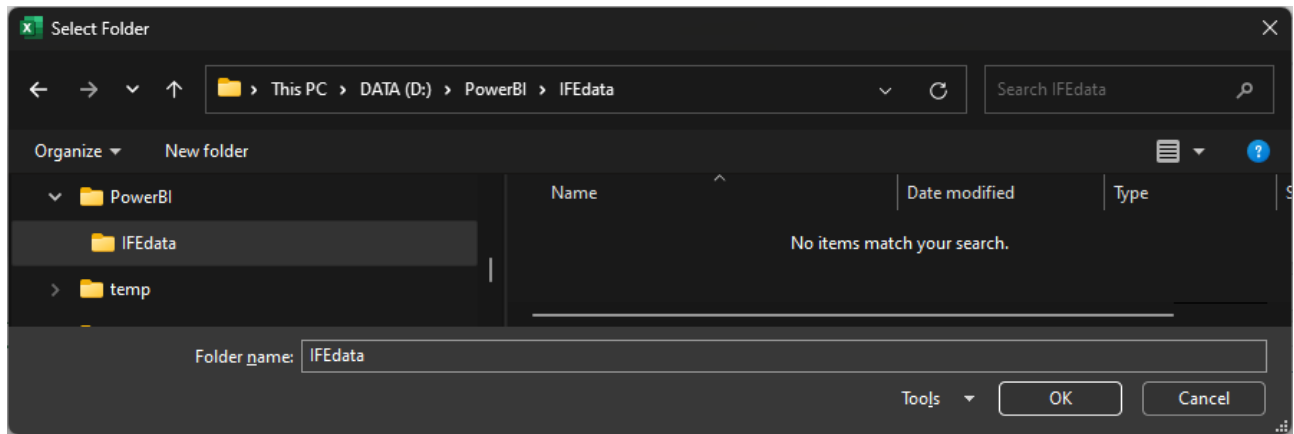 Select Folder
This PC > DATA (D:) > PowerBI > IFEdata
Search IFEdata
Organize
New folder
?
PowerBI
IFEdata
temp
Name
Date modified
Type
S
No items match your search.
Folder name: IFEdata
Tools
OK
Cancel